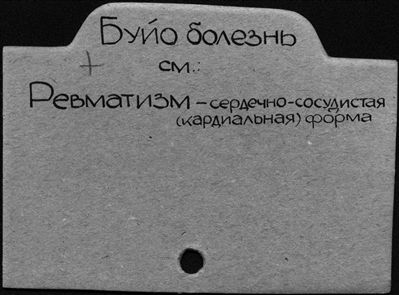 Буйо болезнь
+ см.:
Ревматизм – сердечно-сосудистая
(кардиальная) форма